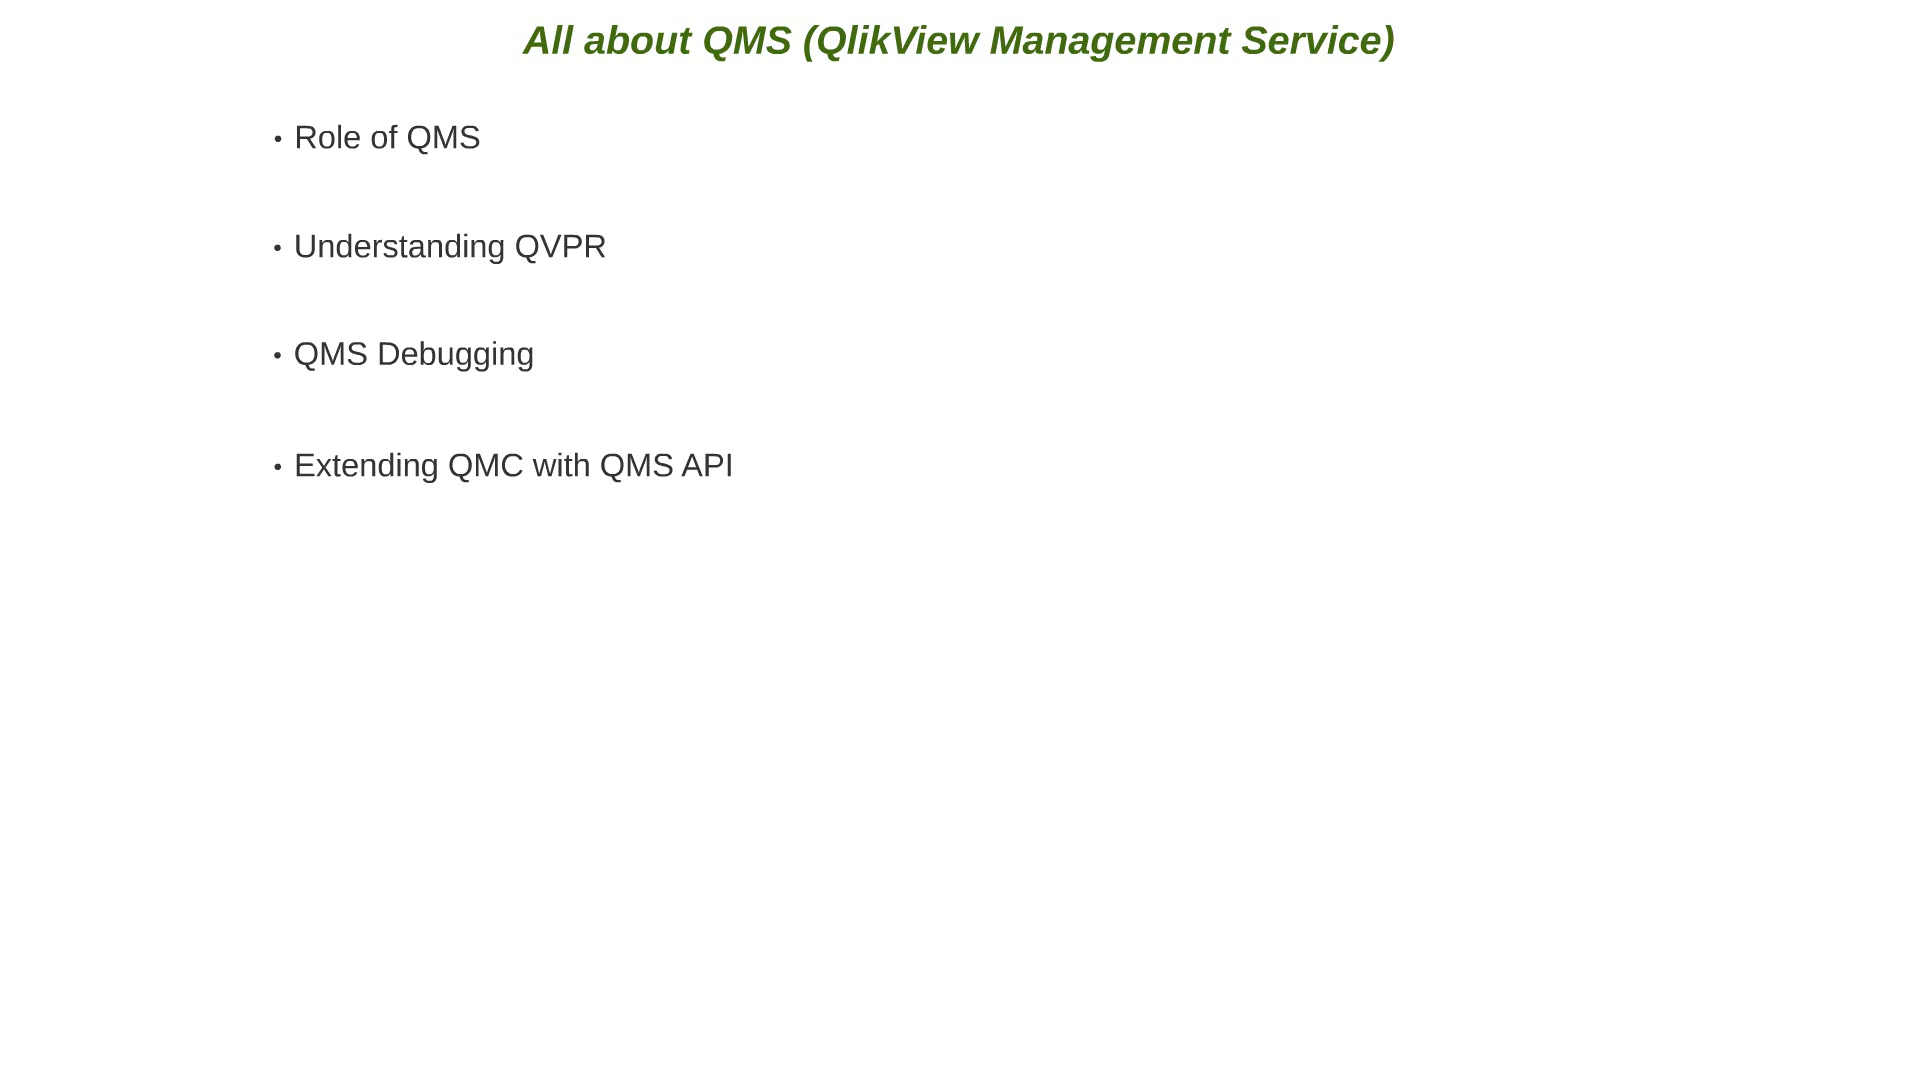 All about QMS (QlikView Management Service)
• Role of QMS
• Understanding QVPR
• QMS Debugging
• Extending QMC with QMS API